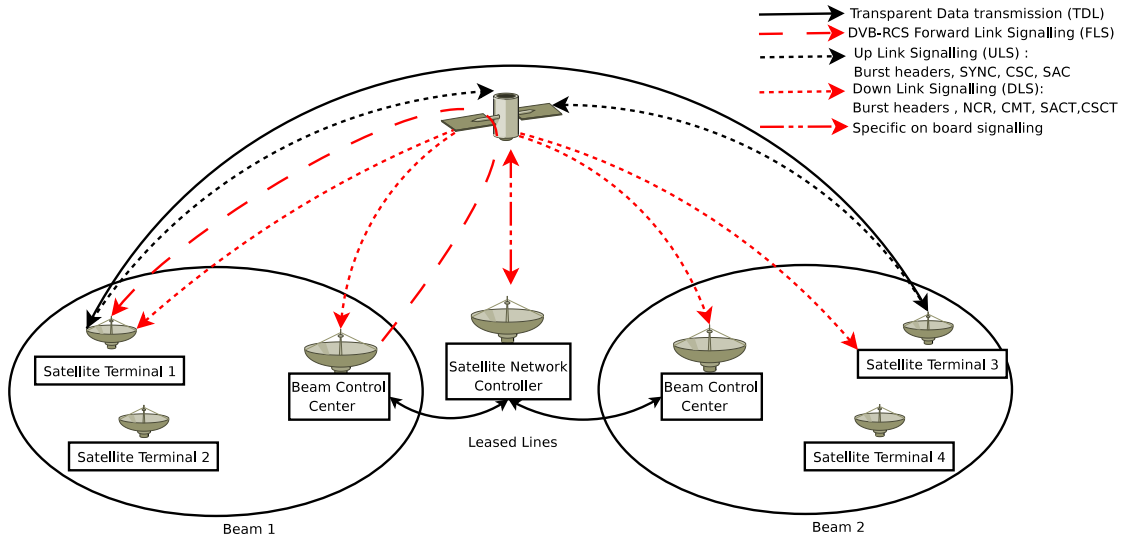 Transparent Data transmission (TDL)
DVB-RCS Forward Link Signalling (FLS)
Up Link Signalling (ULS) :
Burst headers, SYNC, CSC, SAC
Down Link Signalling (DLS):
Burst headers , NCR, CMT, SACT,CSCT
Specific on board signalling
Satellite Terminal 1
Beam Control
Center
Satellite Network
Controller
Beam Control
Center
Satellite Terminal 3
Satellite Terminal 2
Leased Lines
Satellite Terminal 4
Beam 1
Beam 2